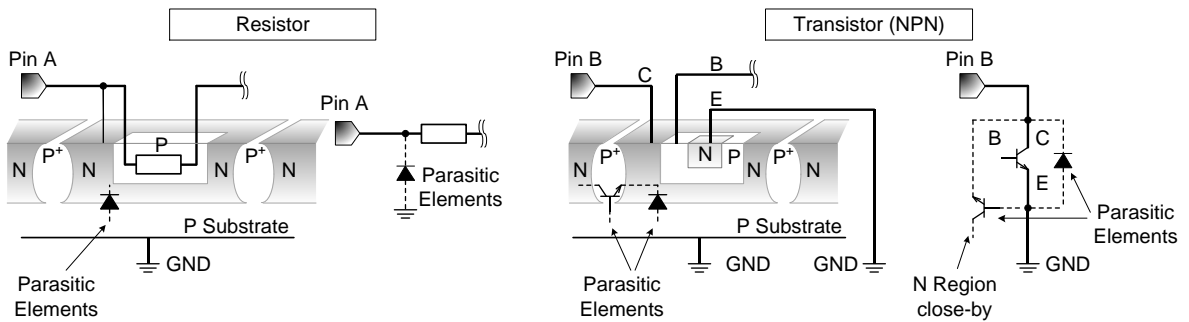 Resistor
Transistor (NPN)
Pin A
Pin B
C
B
E
Pin B
Pin A
B
C
E
N
P+
N
P
N
P+
N
N
P+
N
P
N
P+
N
Parasitic
Elements
P Substrate
P Substrate
Parasitic
Elements
GND
GND
GND
GND
Parasitic
Elements
Parasitic
Elements
N Region
close-by